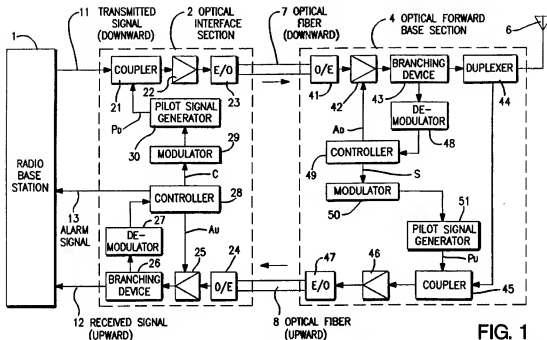 1
11 TRANSMITTED SIGNAL (DOWNWARD)
2 OPTICAL INTERFACE SECTION
7 OPTICAL FIBER (DOWNWARD)
4 OPTICAL FORWARD BASE SECTION
6
COUPLER
21
22
E/O
23
O/E
41
42
BRANCHING DEVICE
43
DUPLEXER
44
PD
PILOT SIGNAL GENERATOR
30
AD
DE-MODULATOR
48
MODULATOR
29
CONTROLLER
49
RADIO BASE STATION
C
S
MODULATOR
50
CONTROLLER
28
13 ALARM SIGNAL
27
DE-MODULATOR
Au
PILOT SIGNAL GENERATOR
51
Pu
26
BRANCHING DEVICE
25
24
O/E
47
E/O
46
COUPLER
45
12 RECEIVED SIGNAL (UPWARD)
8 OPTICAL FIBER (UPWARD)
FIG. 1